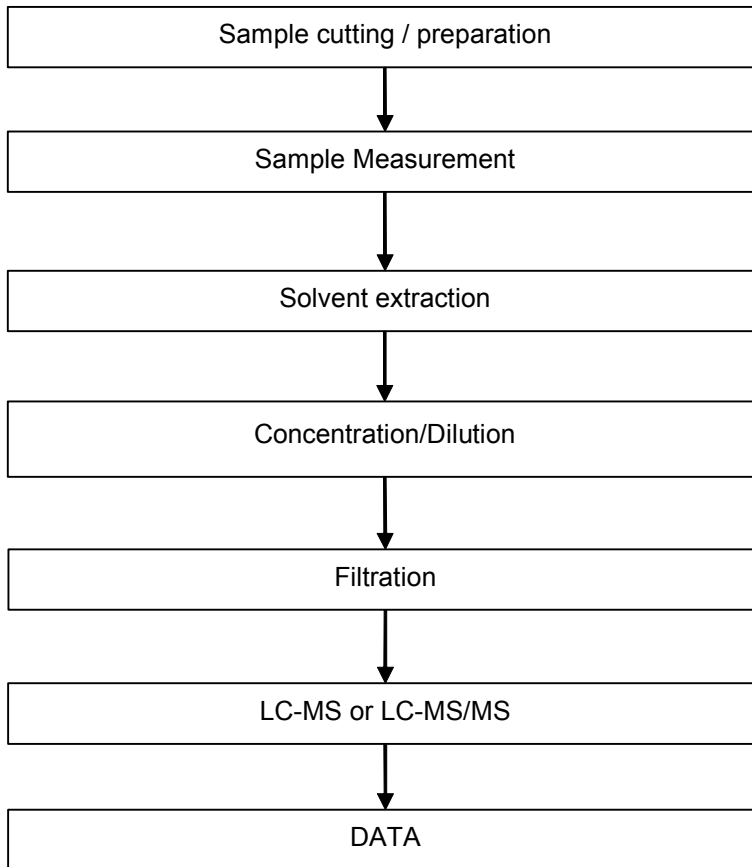 Sample cutting / preparation
Sample Measurement
Solvent extraction
Concentration/Dilution
Filtration
LC-MS or LC-MS/MS
DATA